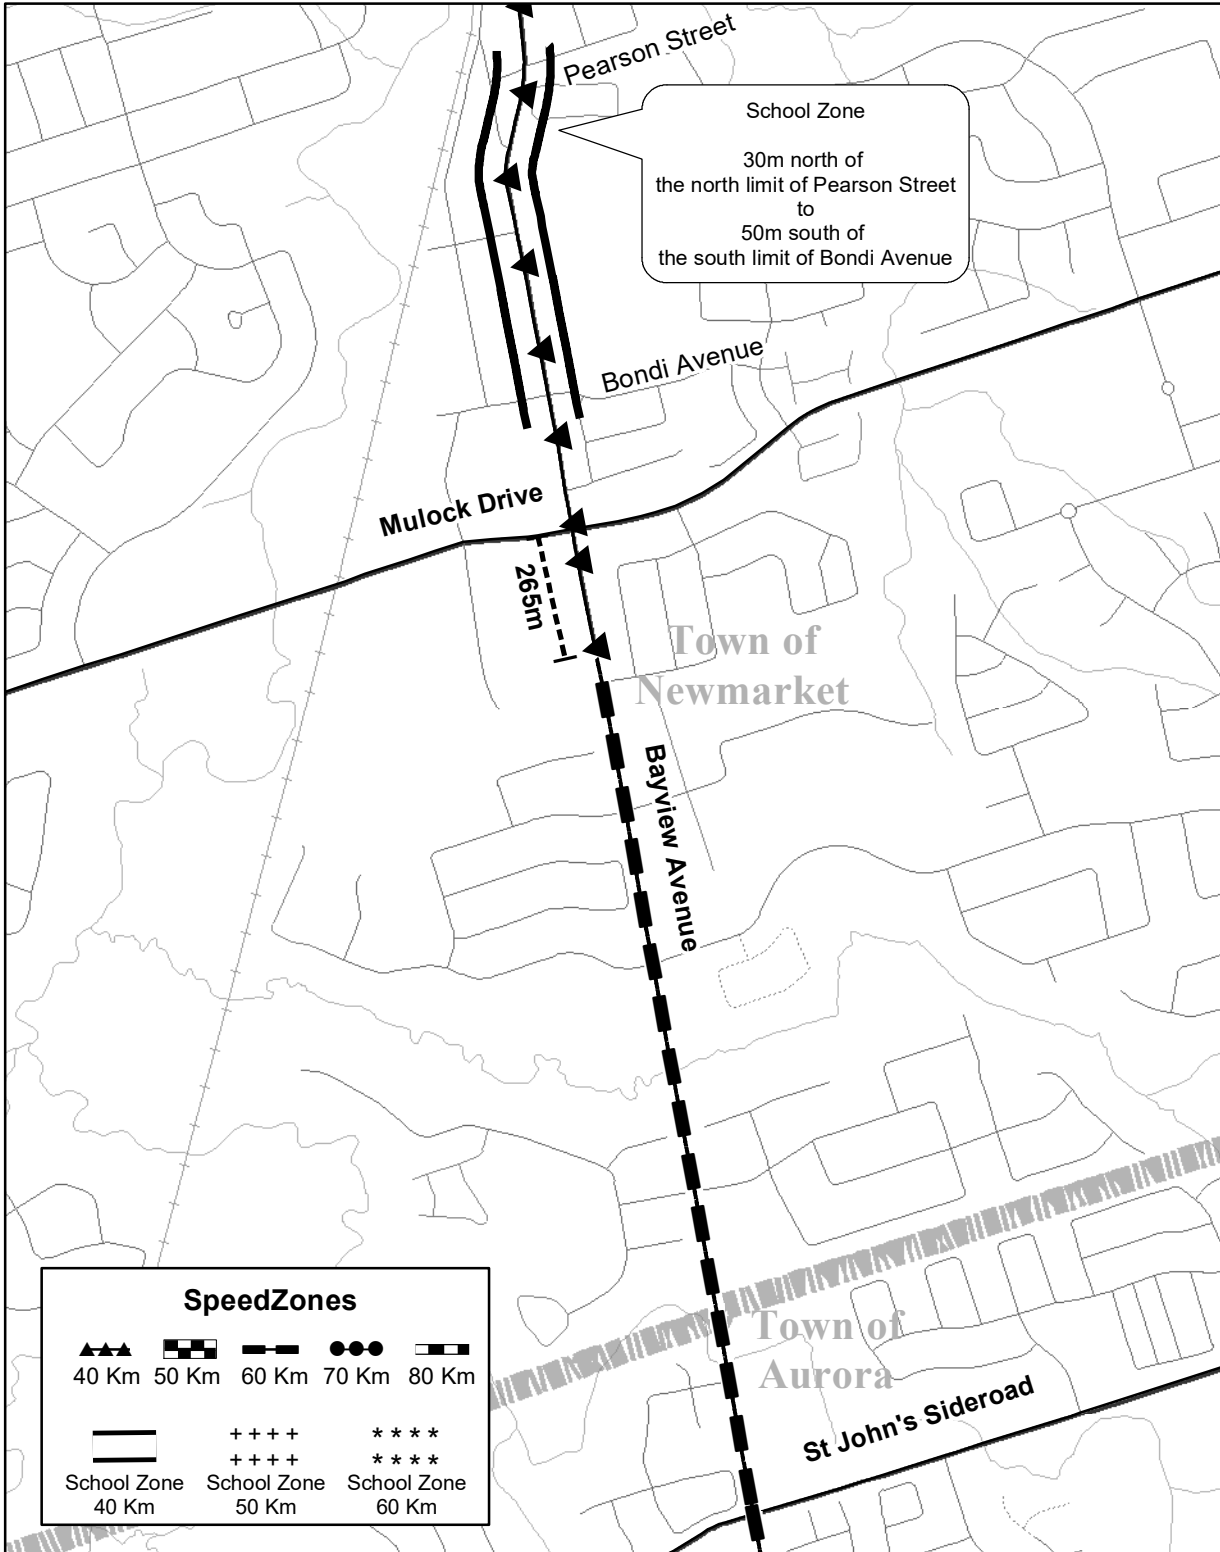 Pearson Street
School Zone
30m north of
the north limit of Pearson Street
to
50m south of
the south limit of Bondi Avenue
Bondi Avenue
Mulock Drive
265m
Town of
Newmarket
Bayview Avenue
Town of
Aurora
St John's Sideroad
SpeedZones
40 Km 50 Km 60 Km 70 Km 80 Km
School Zone School Zone School Zone
40 Km 50 Km 60 Km